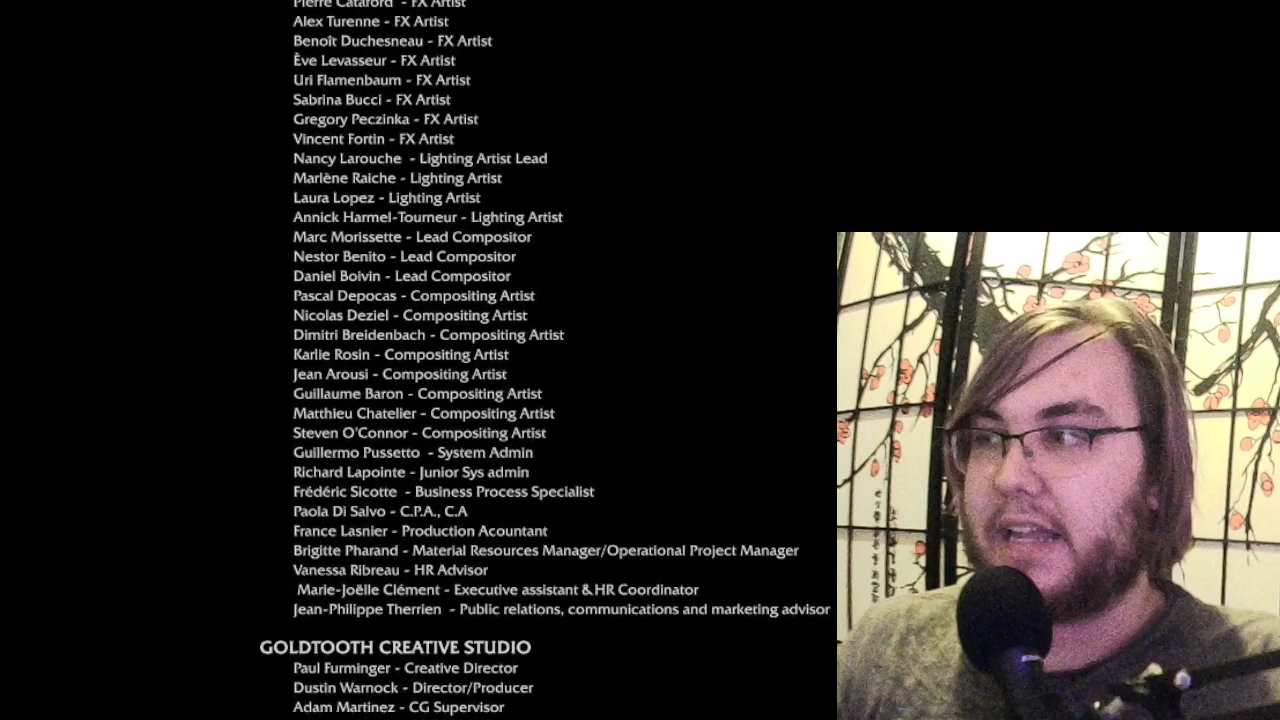 Pierre Cataford - FX Artist
Alex Turenne - FX Artist
Benoît Duchesneau - FX Artist
Ève Levasseur - FX Artist
Uri Flamenbaum - FX Artist
Sabrina Bucci - FX Artist
Gregory Peczinka - FX Artist
Vincent Fortin - FX Artist
Nancy Larouche - Lighting Artist Lead
Marlène Raiche - Lighting Artist
Laura Lopez - Lighting Artist
Annick Harmel-Tourneur - Lighting Artist
Marc Morissette - Lead Compositor
Nestor Benito - Lead Compositor
Daniel Boivin - Lead Compositor
Pascal Depocas - Compositing Artist
Nicolas Deziel - Compositing Artist
Dimitri Breidenbach - Compositing Artist
Karlie Rosin - Compositing Artist
Jean Arousi - Compositing Artist
Guillaume Baron - Compositing Artist
Matthieu Chatelier - Compositing Artist
Steven O'Connor - Compositing Artist
Guillermo Pussetto - System Admin
Richard Lapointe - Junior Sys admin
Frédéric Sicotte - Business Process Specialist
Paola Di Salvo - C.P.A., C.A
France Lasnier - Production Acountant
Brigitte Pharand - Material Resources Manager/Operational Project Manager
Vanessa Ribreau - HR Advisor
Marie-Joëlle Clément - Executive assistant & HR Coordinator
Jean-Philippe Therrien - Public relations, communications and marketing advisor
GOLDTOOTH CREATIVE STUDIO
Paul Furminger - Creative Director
Dustin Warnock - Director/Producer
Adam Martinez - CG Supervisor